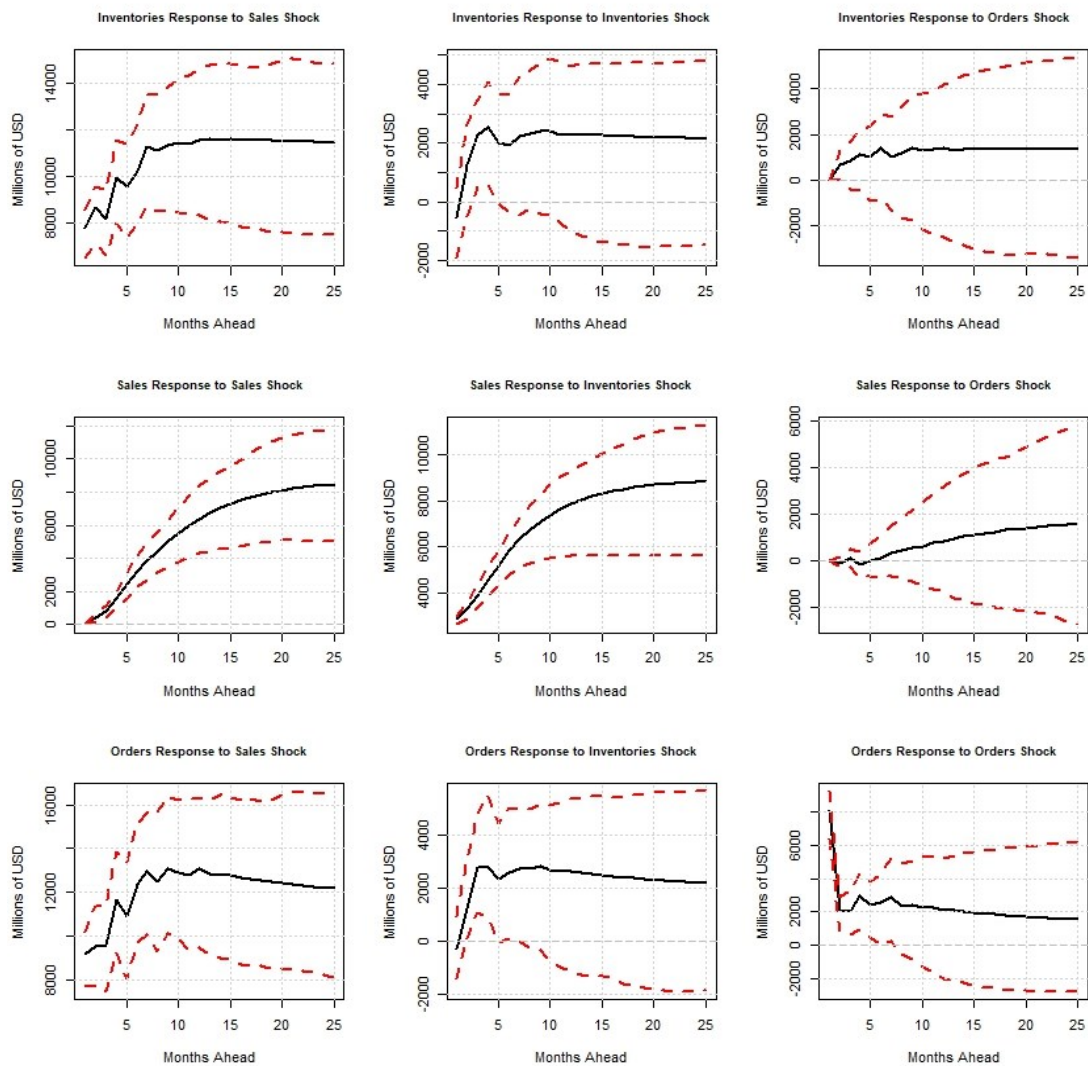 Inventories Response to Sales Shock
Millions of USD
14000
10000
8000
5 10 15 20 25
Months Ahead
Inventories Response to Inventories Shock
Millions of USD
4000
2000
0
-2000
5 10 15 20 25
Months Ahead
Inventories Response to Orders Shock
Millions of USD
4000
2000
0
-2000
5 10 15 20 25
Months Ahead
Sales Response to Sales Shock
Millions of USD
10000
6000
2000
0
5 10 15 20 25
Months Ahead
Sales Response to Inventories Shock
Millions of USD
10000
8000
6000
4000
5 10 15 20 25
Months Ahead
Sales Response to Orders Shock
Millions of USD
6000
4000
2000
0
-2000
5 10 15 20 25
Months Ahead
Orders Response to Sales Shock
Millions of USD
16000
12000
8000
5 10 15 20 25
Months Ahead
Orders Response to Inventories Shock
Millions of USD
4000
2000
0
-2000
5 10 15 20 25
Months Ahead
Orders Response to Orders Shock
Millions of USD
6000
2000
0
-2000
5 10 15 20 25
Months Ahead